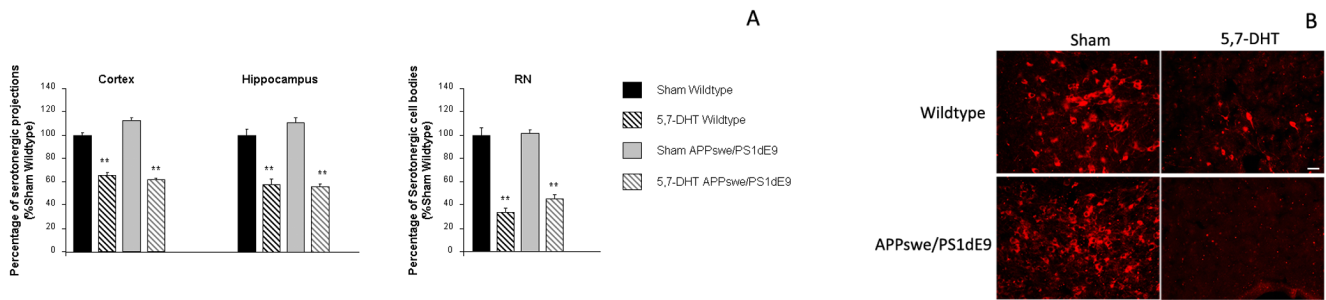 A
Cortex
Hippocampus
Percentage of serotonergic projections
(%Sham Wildtype)
140
120
100
80
60
40
20
0
**
**
**
**
RN
Percentage of Serotonergic cell bodies
(%Sham Wildtype)
140
120
100
80
60
40
20
0
**
**
Sham Wildtype
5,7-DHT Wildtype
Sham APPswe/PS1dE9
5,7-DHT APPswe/PS1dE9
B
Sham
5,7-DHT
Wildtype
APPswe/PS1dE9